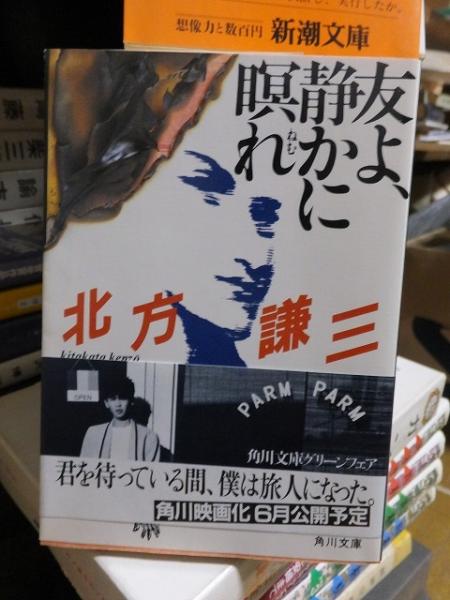 想像力と数百円
新潮文庫
友よ、
静かに
瞑れ
ねむ
北方 謙三
kitakata kenzō
OPEN
PARM PARM
角川文庫グリーンフェア
君を待っている間、僕は旅人になった。
角川映画化6月公開予定
角川文庫